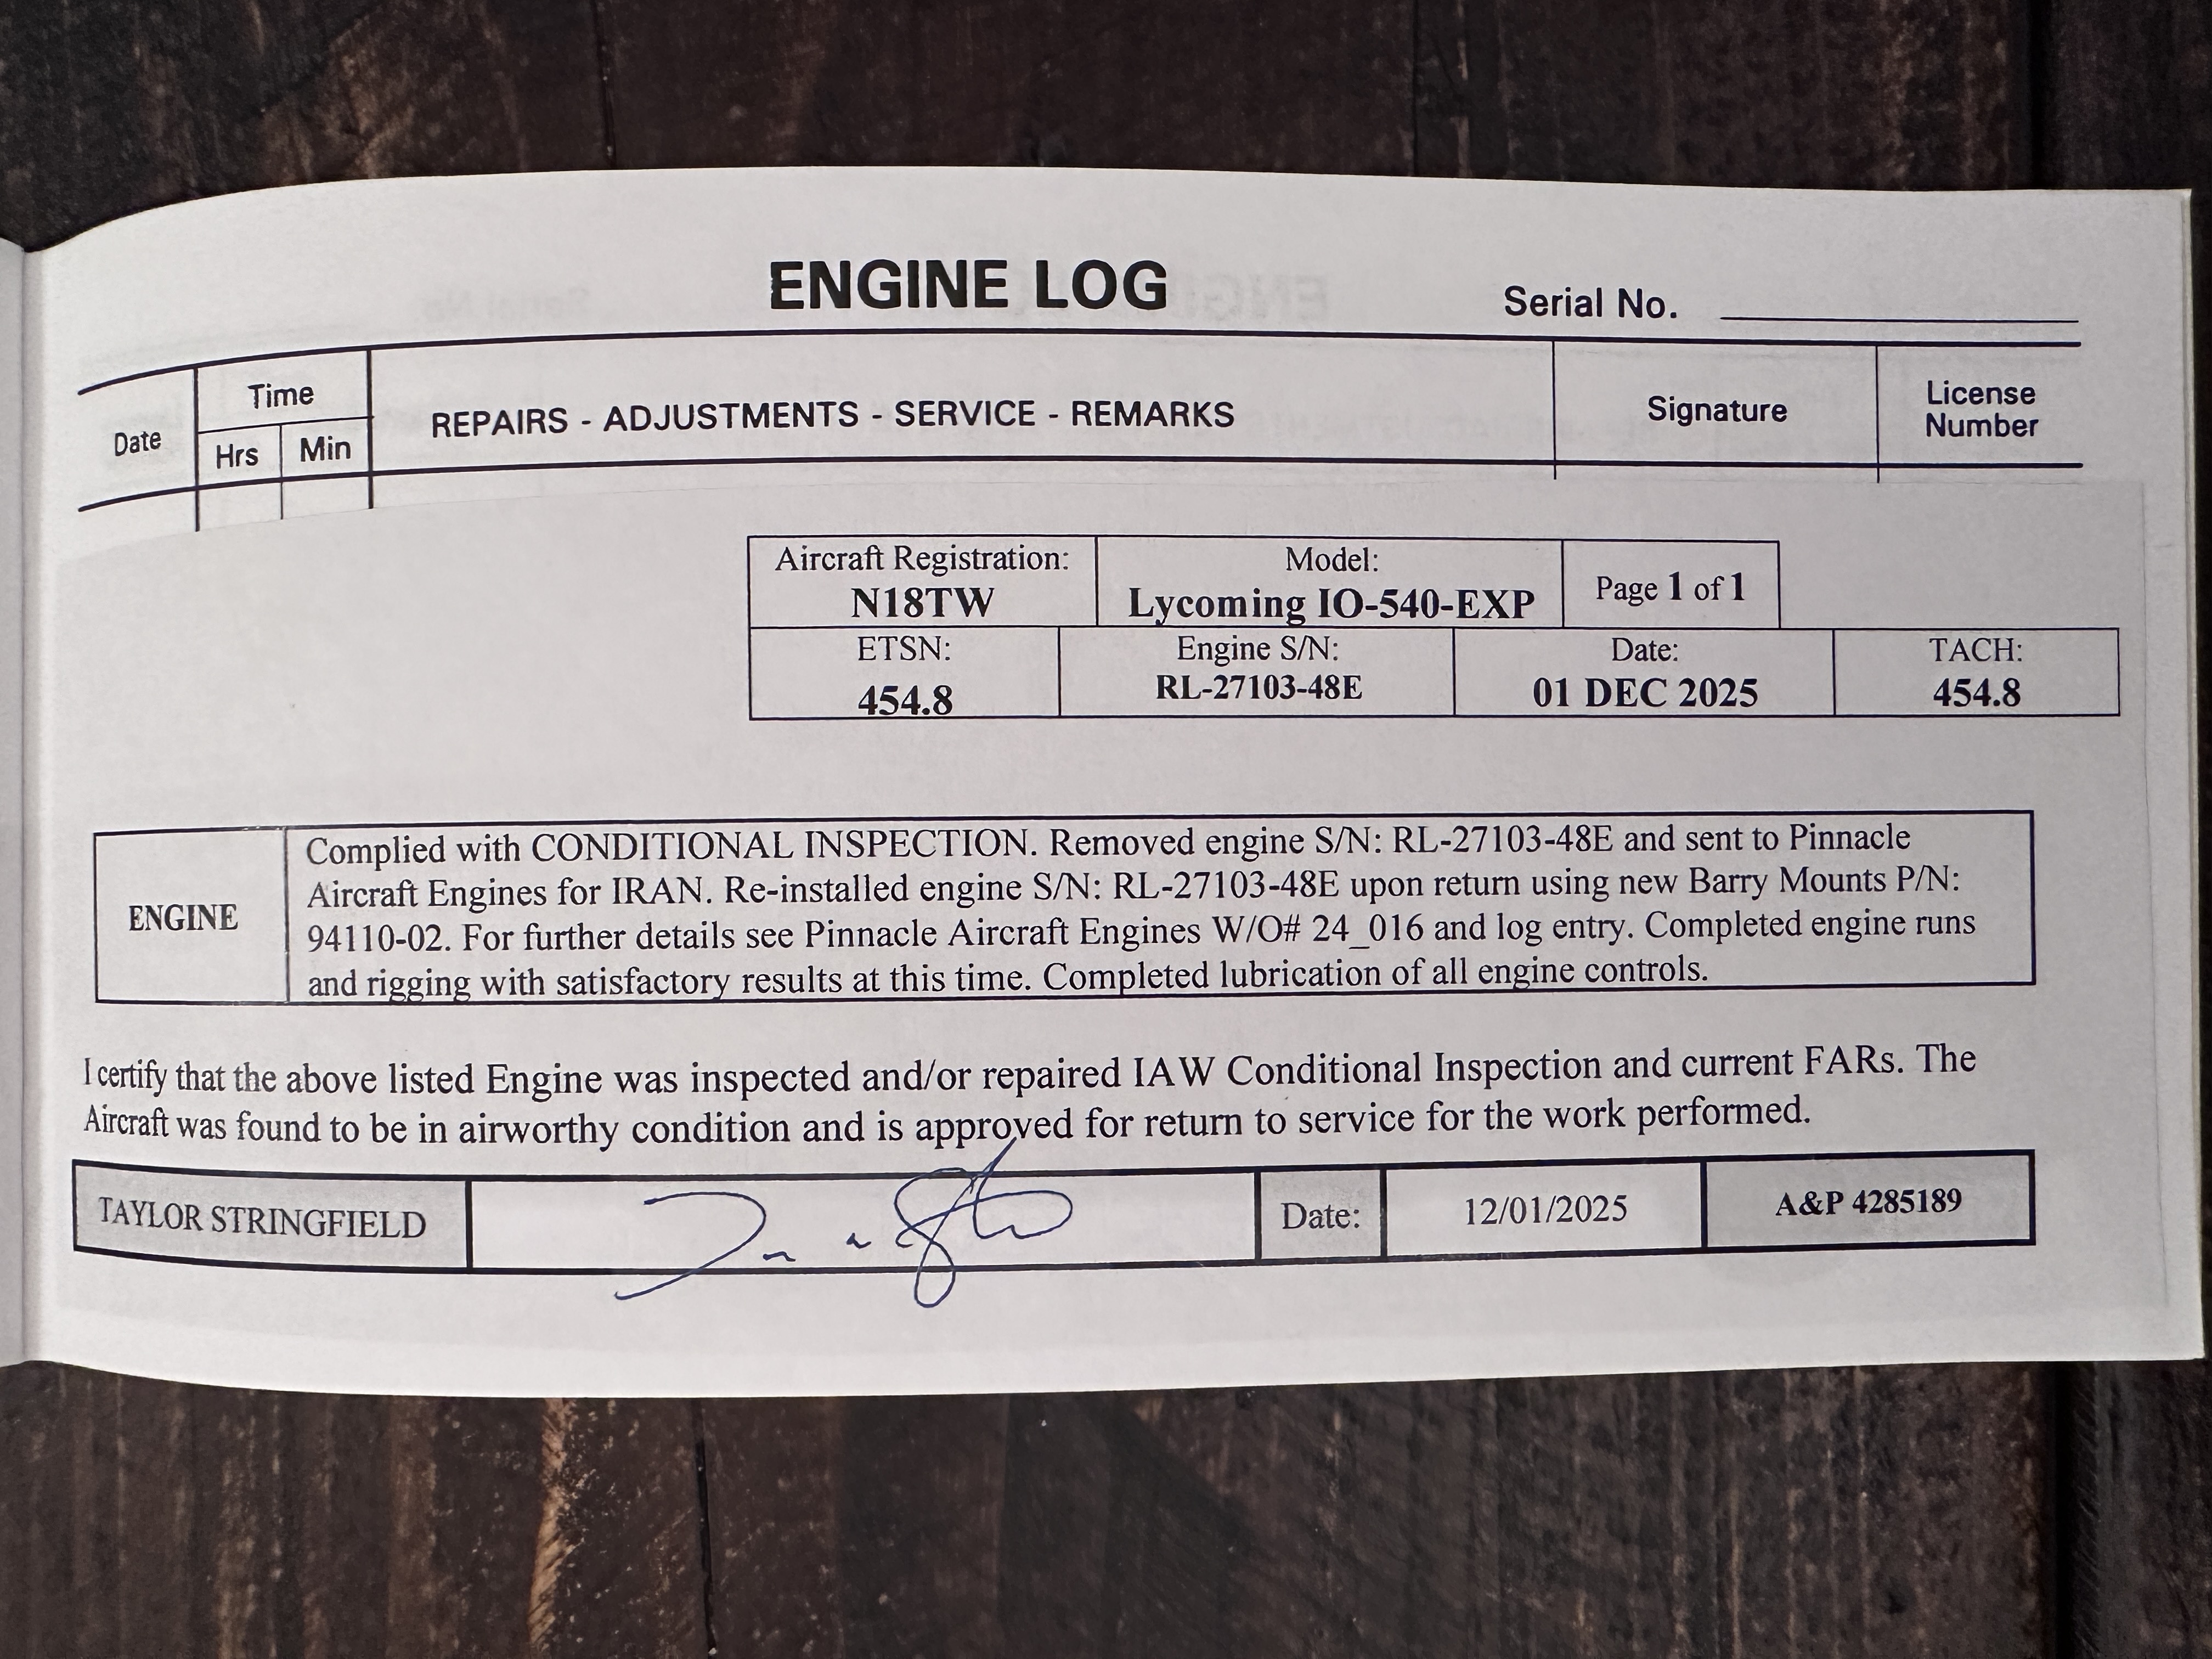 ENGINE LOG
Serial No.
Date
Time
Hrs
Min
REPAIRS - ADJUSTMENTS - SERVICE - REMARKS
Signature
License
Number
Aircraft Registration:
N18TW
Model:
Lycoming IO-540-EXP
Page 1 of 1
ETSN:
454.8
Engine S/N:
RL-27103-48E
Date:
01 DEC 2025
TACH:
454.8
ENGINE
Complied with CONDITIONAL INSPECTION. Removed engine S/N: RL-27103-48E and sent to Pinnacle
Aircraft Engines for IRAN. Re-installed engine S/N: RL-27103-48E upon return using new Barry Mounts P/N:
94110-02. For further details see Pinnacle Aircraft Engines W/O# 24_016 and log entry. Completed engine runs
and rigging with satisfactory results at this time. Completed lubrication of all engine controls.
I certify that the above listed Engine was inspected and/or repaired IAW Conditional Inspection and current FARs. The
Aircraft was found to be in airworthy condition and is approved for return to service for the work performed.
TAYLOR STRINGFIELD
Date:
12/01/2025
A&P 4285189